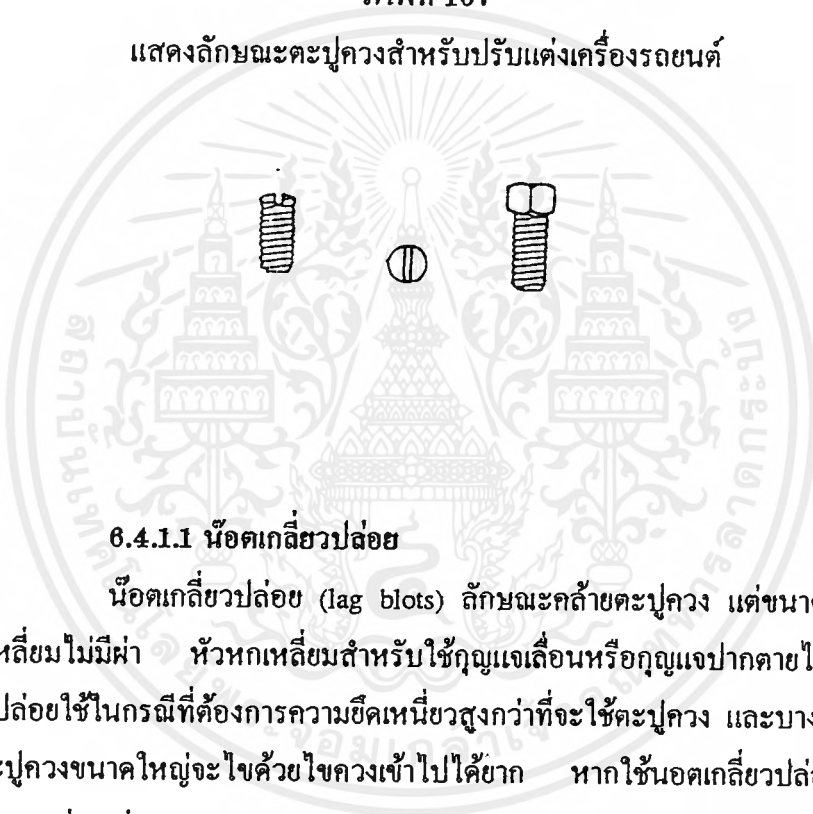 แสดงลักษณะตะปูควงสำหรับปรับแต่งเครื่องรถยนต์
6.4.1.1 น๊อตเกลี่ยวปล่อย
น๊อตเกลี่ยวปล่อย (lag blots) ลักษณะคล้ายตะปูควง แต่ขนาด
หลี่ยมไม่มีผ่า หัวหกเหลี่ยมสำหรับใช้กุญแจเลื่อนหรือกุญแจปากตายไ
ปล่อยใช้ในกรณีที่ต้องการความยึดเหนี่ยวสูงกว่าที่จะใช้ตะปูควง และบาง
ะปูควงขนาดใหญ่จะไขด้วยไขควงเข้าไปได้ยาก หากใช้นอตเกลี่ยวปล่